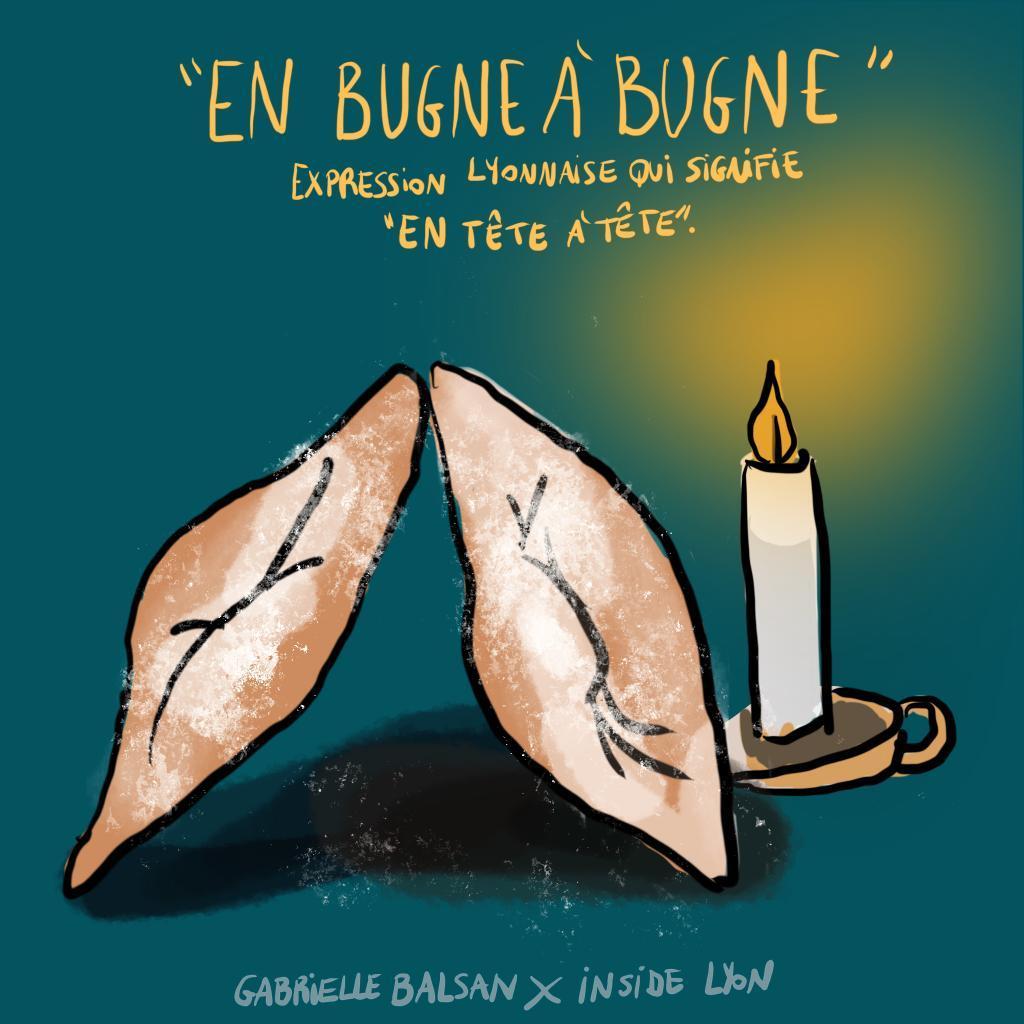 "EN BUGNE À BUGNE"
EXPRESSION LYONNAISE QUI SIGNIFIE
"EN TÊTE À TÊTE".
GABRIELLE BALSAN X INSIDE LYON